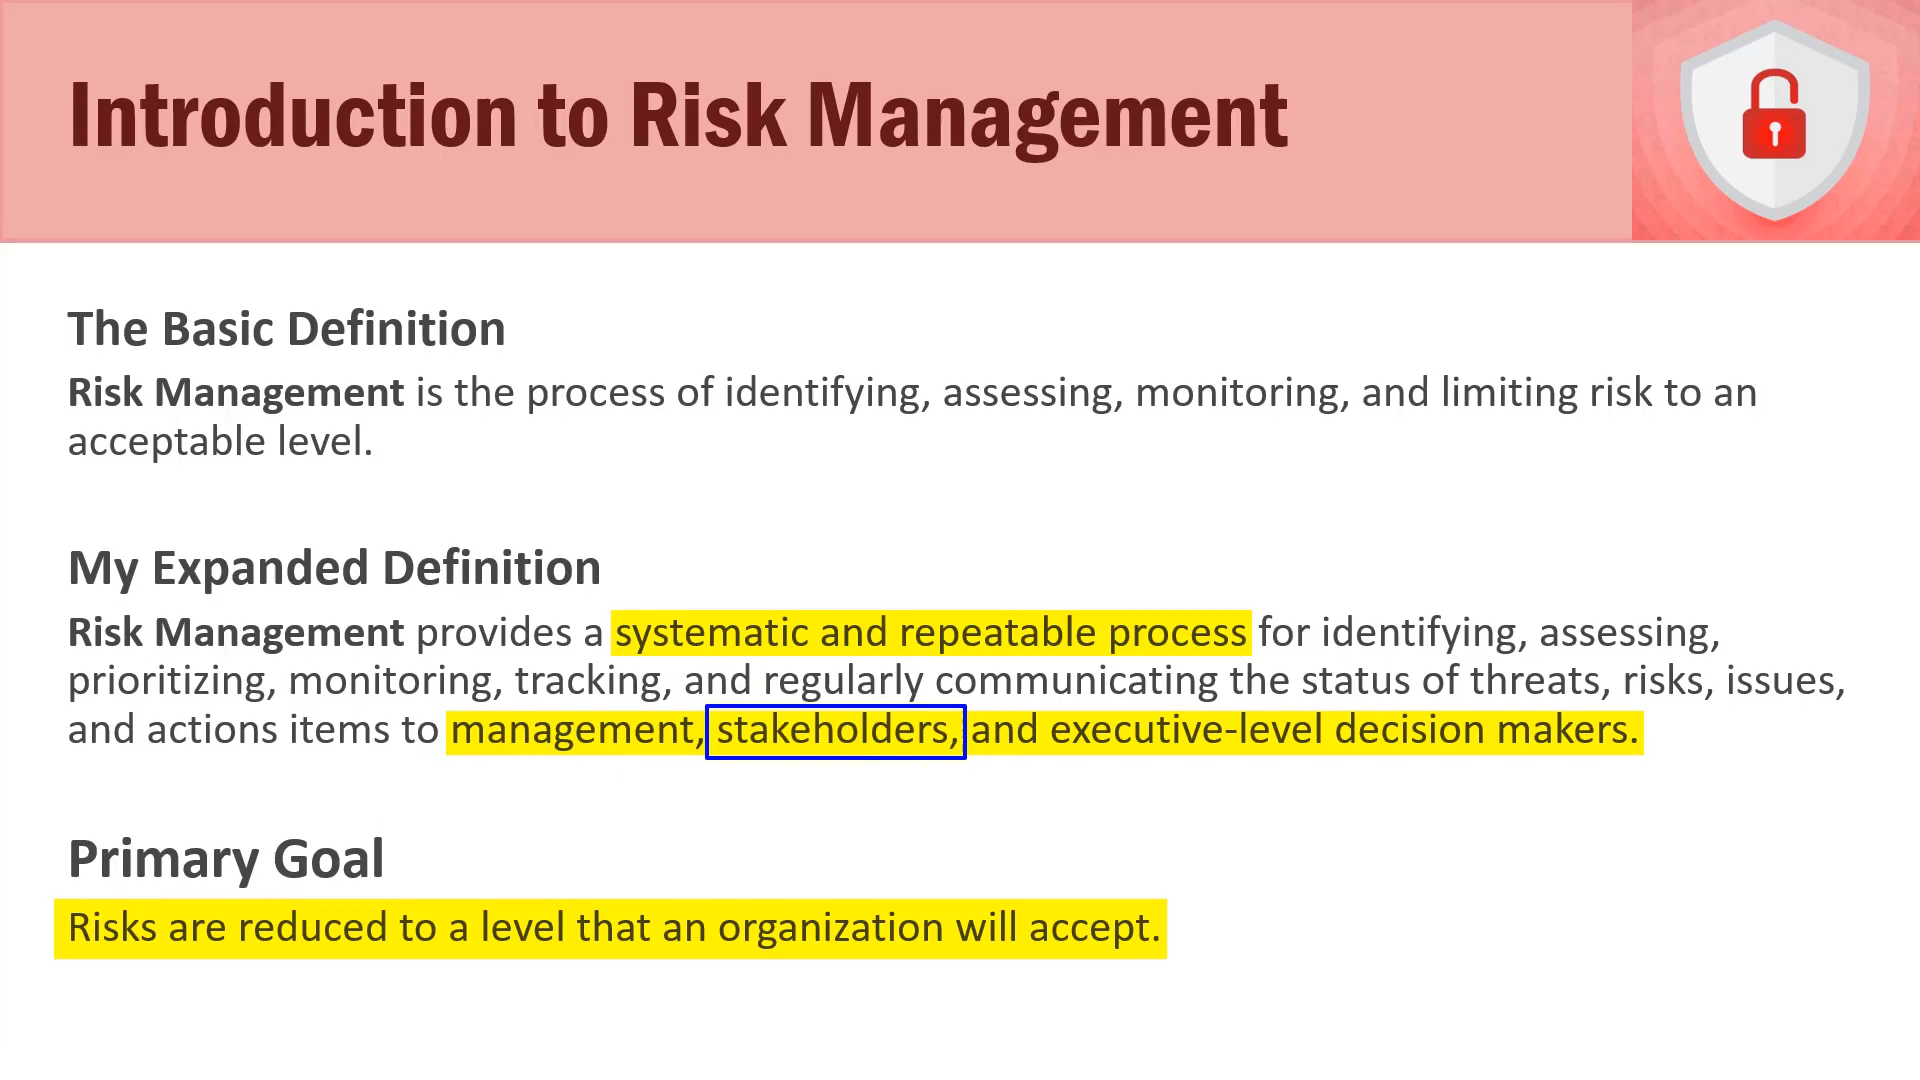 Introduction to Risk Management
The Basic Definition
Risk Management is the process of identifying, assessing, monitoring, and limiting risk to an
acceptable level.
My Expanded Definition
Risk Management provides a systematic and repeatable process for identifying, assessing,
prioritizing, monitoring, tracking, and regularly communicating the status of threats, risks, issues,
and actions items to management, stakeholders, and executive-level decision makers.
Primary Goal
Risks are reduced to a level that an organization will accept.